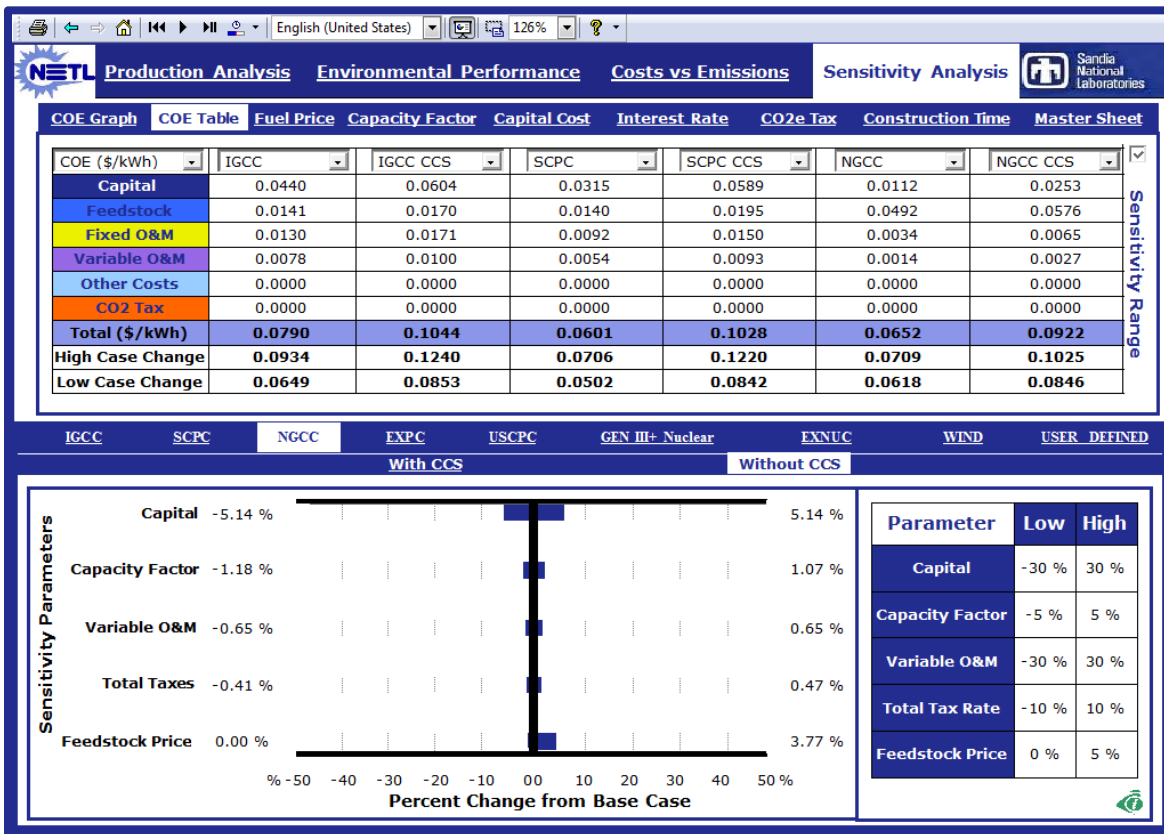 English (United States) 126%
NETL Production Analysis Environmental Performance Costs vs Emissions Sensitivity Analysis Sandia National Laboratories
COE Graph COE Table Fuel Price Capacity Factor Capital Cost Interest Rate CO2e Tax Construction Time Master Sheet
COE ($/kWh) IGCC IGCC CCS SCPC SCPC CCS NGCC NGCC CCS
Capital 0.0440 0.0604 0.0315 0.0589 0.0112 0.0253
Feedstock 0.0141 0.0170 0.0140 0.0195 0.0492 0.0576
Fixed O&M 0.0130 0.0171 0.0092 0.0150 0.0034 0.0065
Variable O&M 0.0078 0.0100 0.0054 0.0093 0.0014 0.0027
Other Costs 0.0000 0.0000 0.0000 0.0000 0.0000 0.0000
CO2 Tax 0.0000 0.0000 0.0000 0.0000 0.0000 0.0000
Total ($/kWh) 0.0790 0.1044 0.0601 0.1028 0.0652 0.0922
High Case Change 0.0934 0.1240 0.0706 0.1220 0.0709 0.1025
Low Case Change 0.0649 0.0853 0.0502 0.0842 0.0618 0.0846
Sensitivity Range
IGCC SCPC NGCC EXPC USCPC GEN III+ Nuclear EXNUC WIND USER DEFINED
With CCS Without CCS
Sensitivity Parameters
Capital -5.14 % 5.14 %
Capacity Factor -1.18 % 1.07 %
Variable O&M -0.65 % 0.65 %
Total Taxes -0.41 % 0.47 %
Feedstock Price 0.00 % 3.77 %
% -50 -40 -30 -20 -10 00 10 20 30 40 50 %
Percent Change from Base Case
Parameter Low High
Capital -30 % 30 %
Capacity Factor -5 % 5 %
Variable O&M -30 % 30 %
Total Tax Rate -10 % 10 %
Feedstock Price 0 % 5 %